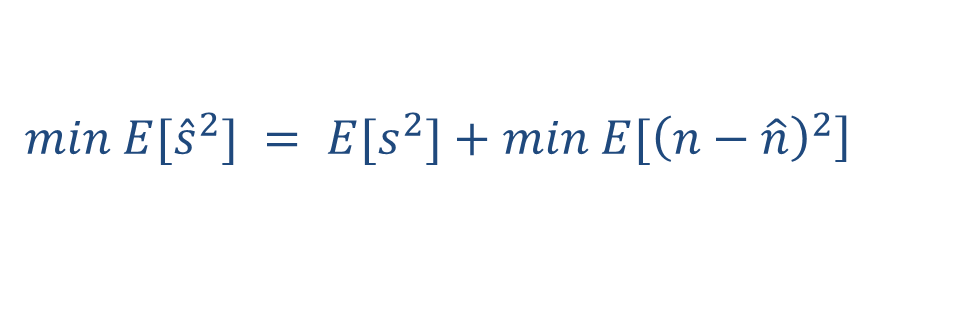 min E[ŝ²] = E[s²] + min E[(n − n̂)²]